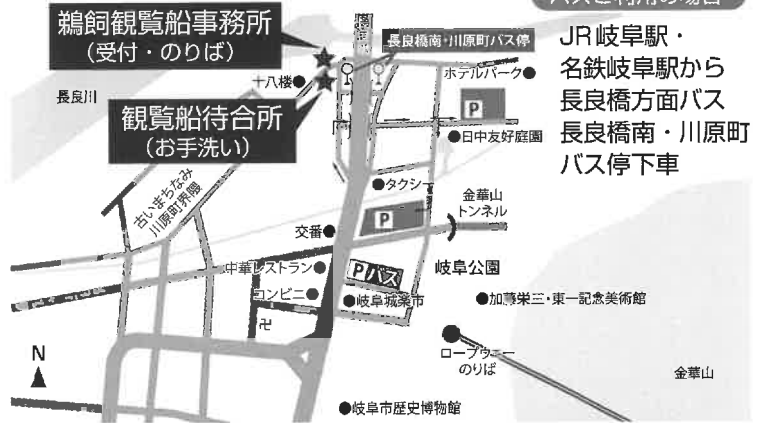 バスご利用の場合
鵜飼観覧船事務所
(受付・のりば)
長良橋南・川原町バス停
JR岐阜駅・
名鉄岐阜駅から
長良橋方面バス
長良橋南・川原町
バス停下車
十八楼
ホテルパーク
長良川
観覧船待合所
(お手洗い)
P
日中友好庭園
古いまちなみ
川原町界隈
タクシー
金華山
トンネル
P
交番
中華レストラン
岐阜公園
Pバス
コンビニ
岐阜城楽市
加藤栄三・東一記念美術館
卍
N
ロープウェー
のりば
金華山
岐阜市歴史博物館